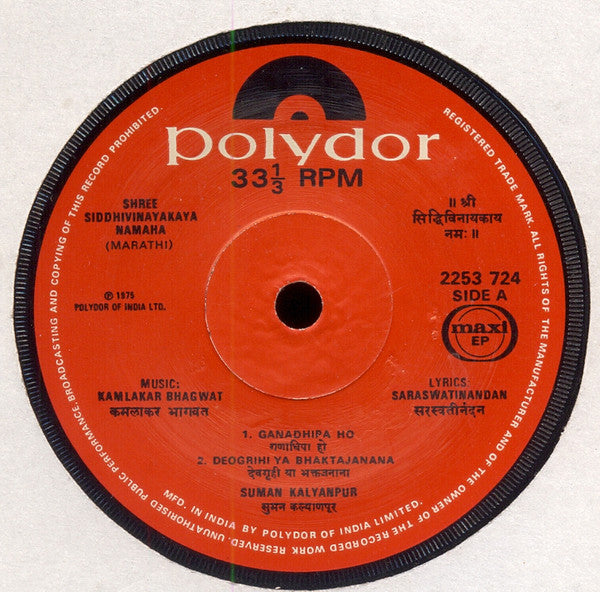 polydor
33 1/3 RPM
SHREE
SIDDHIVINAYAKAYA
NAMAHA
(MARATHI)
॥ श्री
सिद्धिविनायकाय
नमः ॥
℗ 1975
POLYDOR OF INDIA LTD.
2253 724
SIDE A
maxi
EP
MUSIC:
KAMLAKAR BHAGWAT
कमलाकर भागवत
LYRICS:
SARASWATINANDAN
सरस्वतीनंदन
1. GANADHIPA HO
गणाधिपा हो
2. DEOGRIHI YA BHAKTAJANANA
देवगृही या भक्तजनाना
SUMAN KALYANPUR
सुमन कल्याणपूर
MFD. IN INDIA BY POLYDOR OF INDIA LIMITED.
REGISTERED TRADE MARK. ALL RIGHTS OF THE MANUFACTURER AND OF THE OWNER OF THE RECORDED WORK RESERVED. UNAUTHORISED PUBLIC PERFORMANCE. BROADCASTING AND COPYING OF THIS RECORD PROHIBITED.